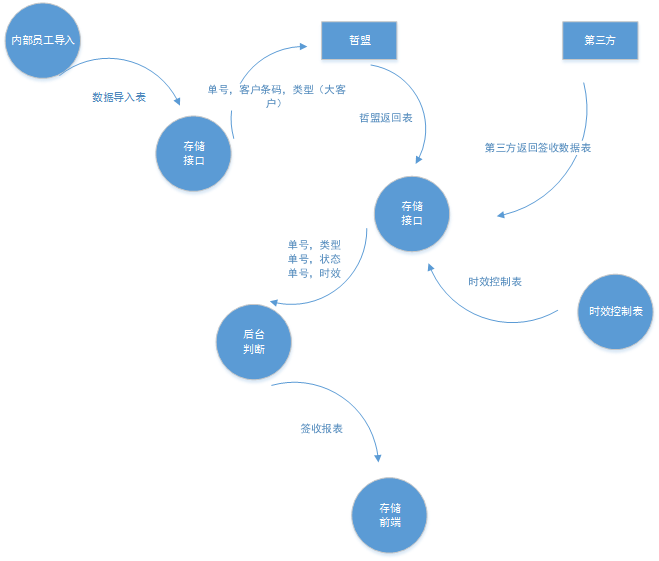 内部员工导入
哲盟
第三方
数据导入表
单号，客户条码，类型（大客
户）
哲盟返回表
存储
接口
第三方返回签收数据表
存储
接口
单号，类型
单号，状态
单号，时效
时效控制表
时效控制表
后台
判断
签收报表
存储
前端